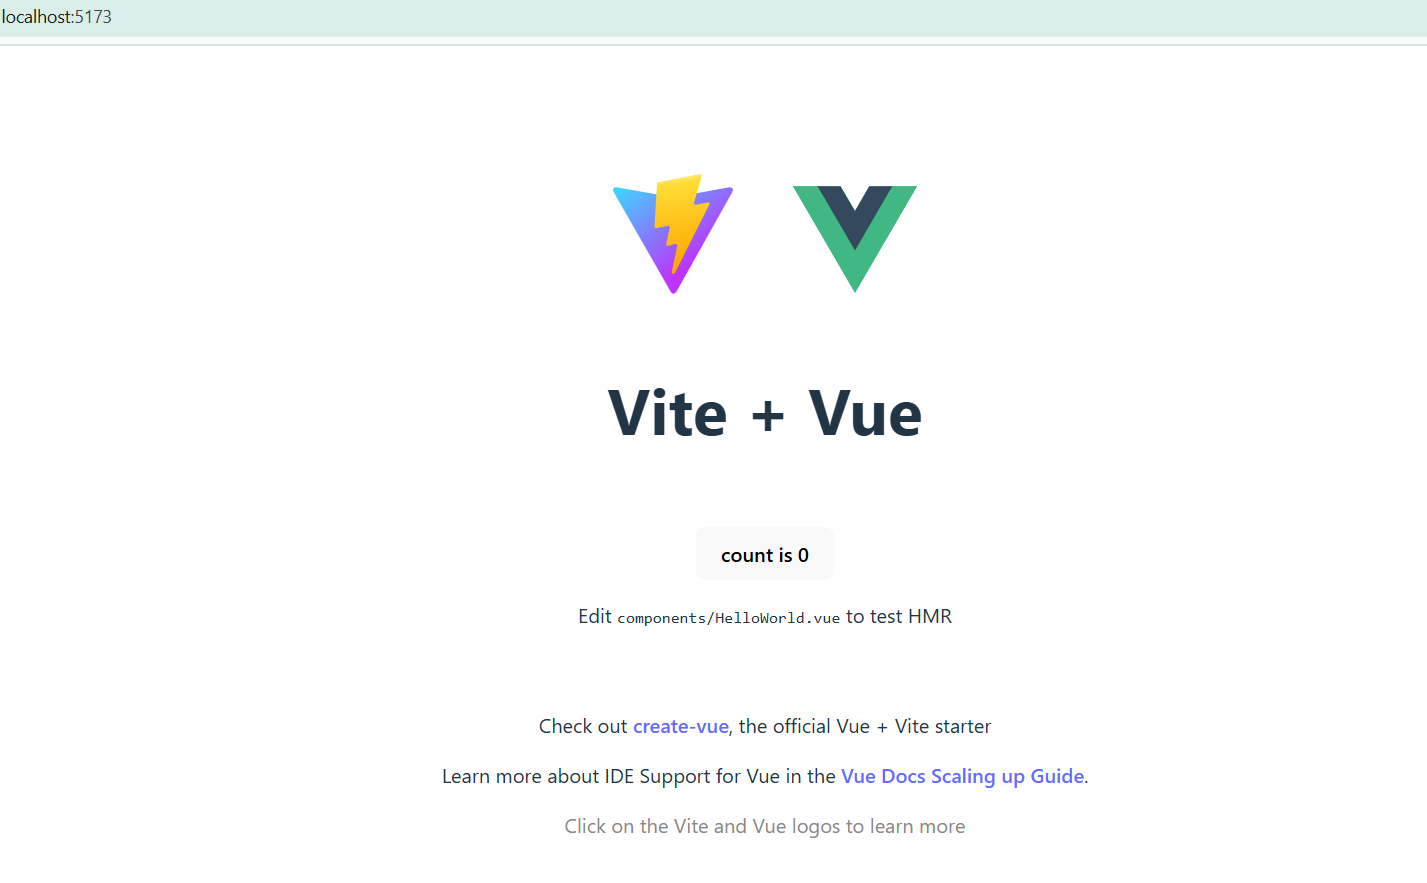 localhost:5173
Vite + Vue
count is 0
Edit components/HelloWorld.vue to test HMR
Check out create-vue, the official Vue + Vite starter
Learn more about IDE Support for Vue in the Vue Docs Scaling up Guide.
Click on the Vite and Vue logos to learn more